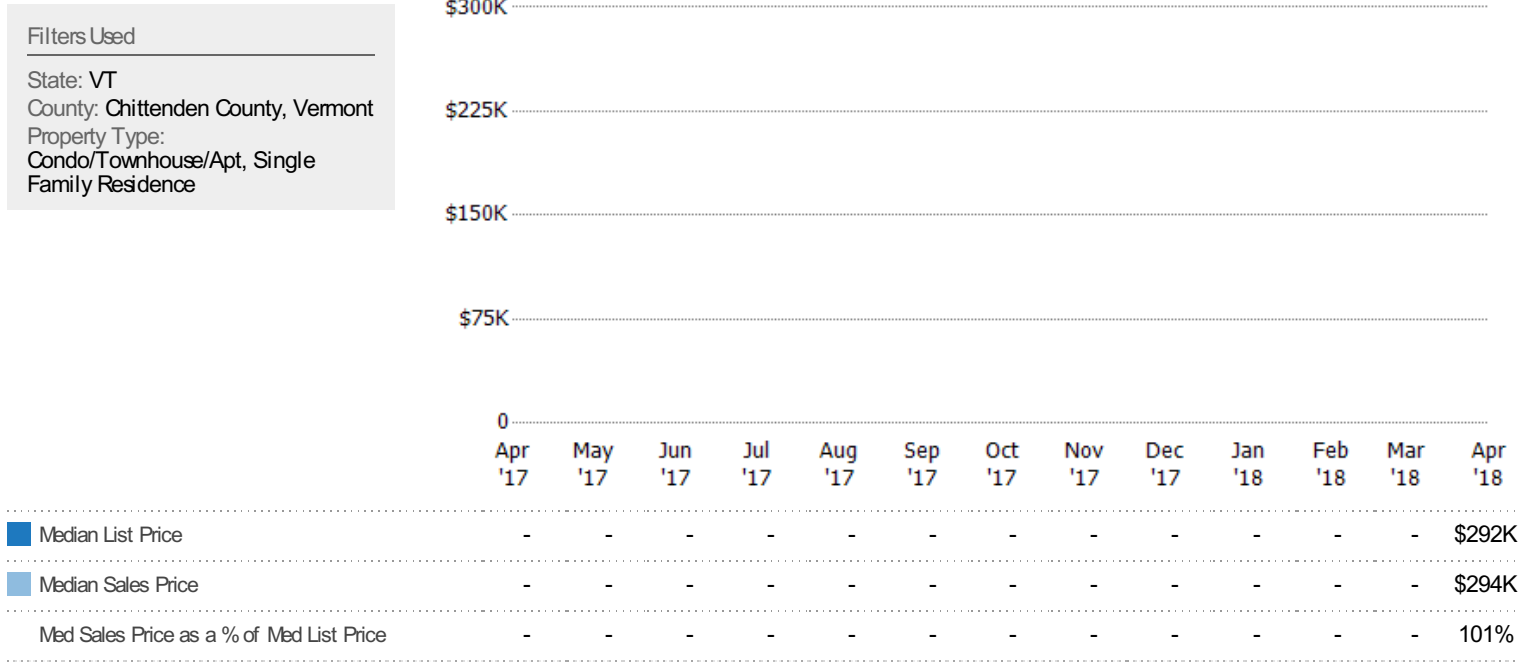 Filters Used
State: VT
County: Chittenden County, Vermont
Property Type:
Condo/Townhouse/Apt, Single
Family Residence
$300K
$225K
$150K
$75K
0
Apr May Jun Jul Aug Sep Oct Nov Dec Jan Feb Mar Apr
'17 '17 '17 '17 '17 '17 '17 '17 '17 '18 '18 '18 '18
Median List Price - - - - - - - - - - - - $292K
Median Sales Price - - - - - - - - - - - - $294K
Med Sales Price as a % of Med List Price - - - - - - - - - - - - 101%